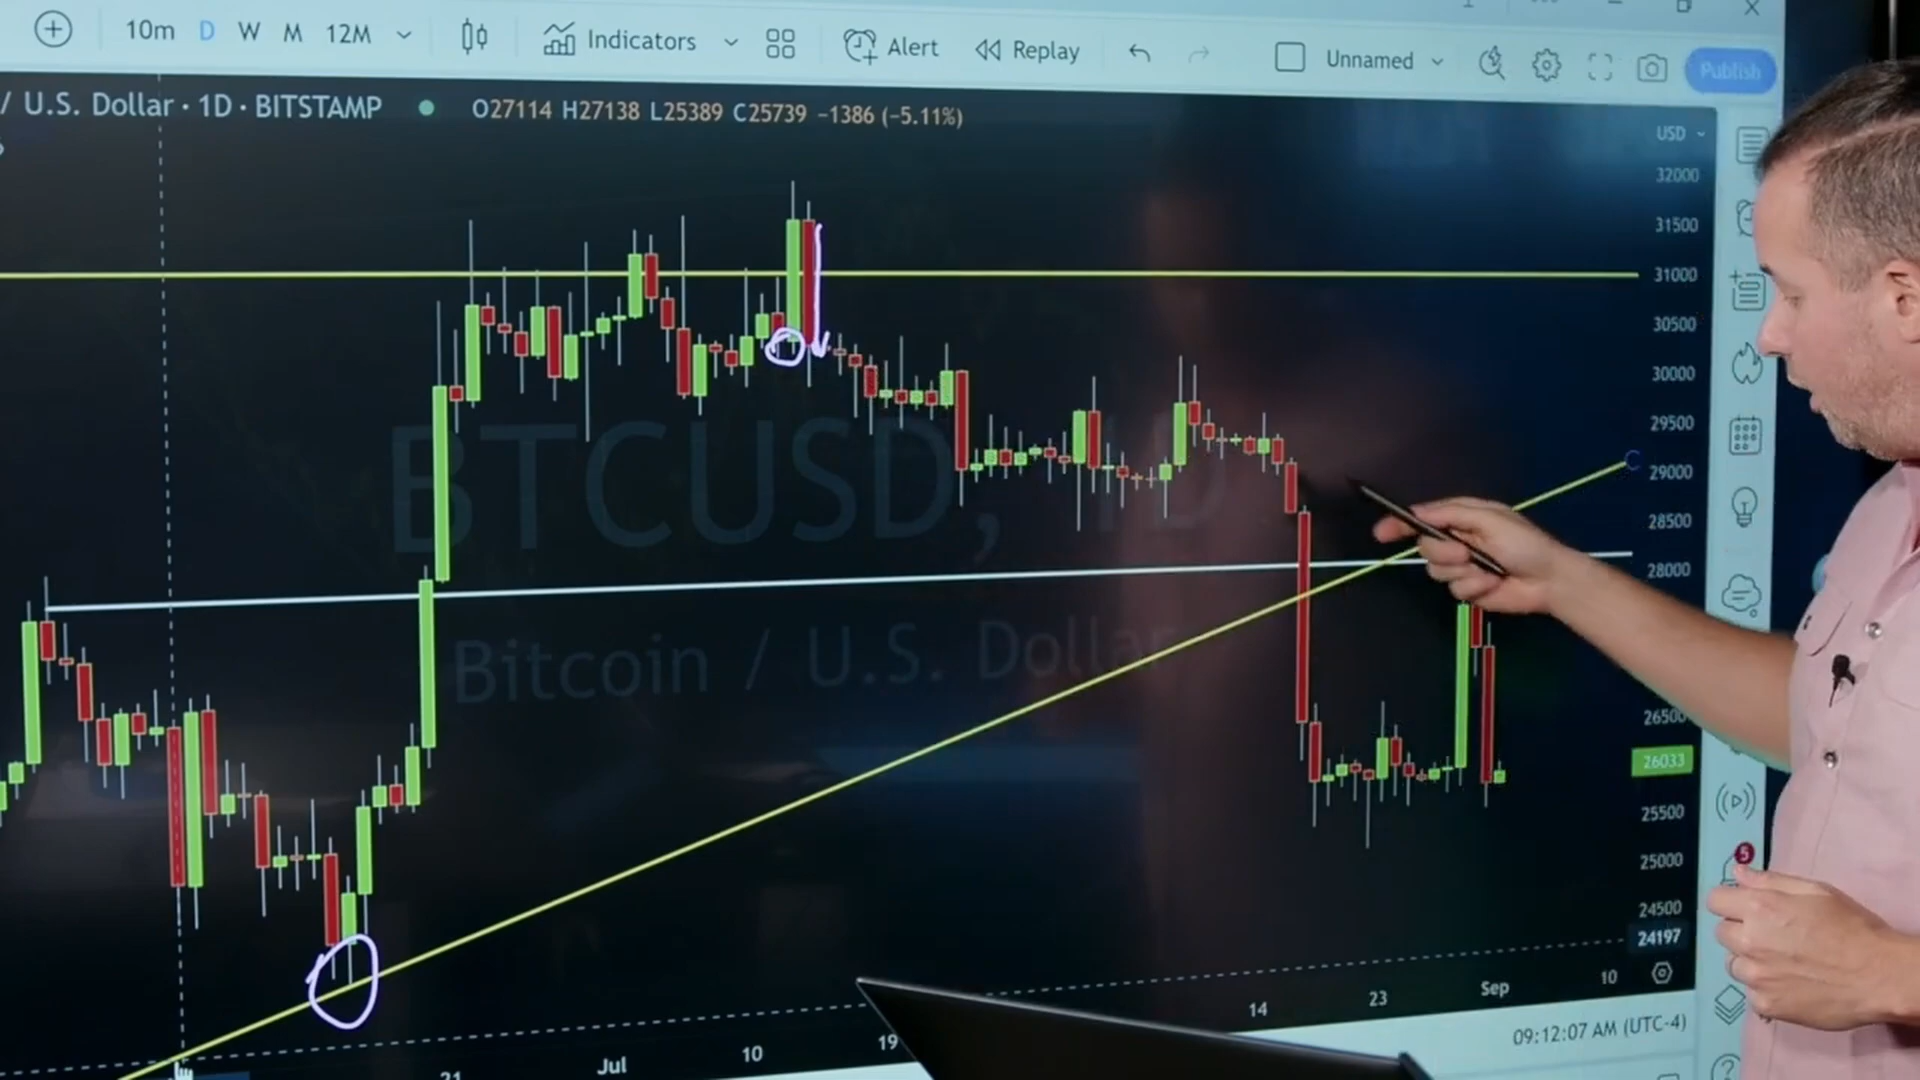 10m D W M 12M Indicators Alert Replay Unnamed Publish
/ U.S. Dollar · 1D · BITSTAMP O27114 H27138 L25389 C25739 −1386 (−5.11%)
USD
32000
31500
31000
30500
30000
29500
29000
28500
28000
26500
26033
25500
25000
24500
24197
BTCUSD, 1D
Bitcoin / U.S. Dollar
5
21 Jul 10 19 14 23 Sep 10
09:12:07 AM (UTC-4)